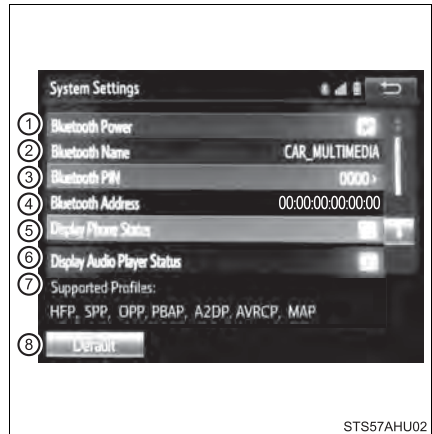 System Settings
① Bluetooth Power
② Bluetooth Name CAR_MULTIMEDIA
③ Bluetooth PIN 0000 ›
④ Bluetooth Address 00:00:00:00:00:00
⑤ Display Phone Status
⑥ Display Audio Player Status
⑦ Supported Profiles:
HFP, SPP, OPP, PBAP, A2DP, AVRCP, MAP
⑧ Default
STS57AHU02